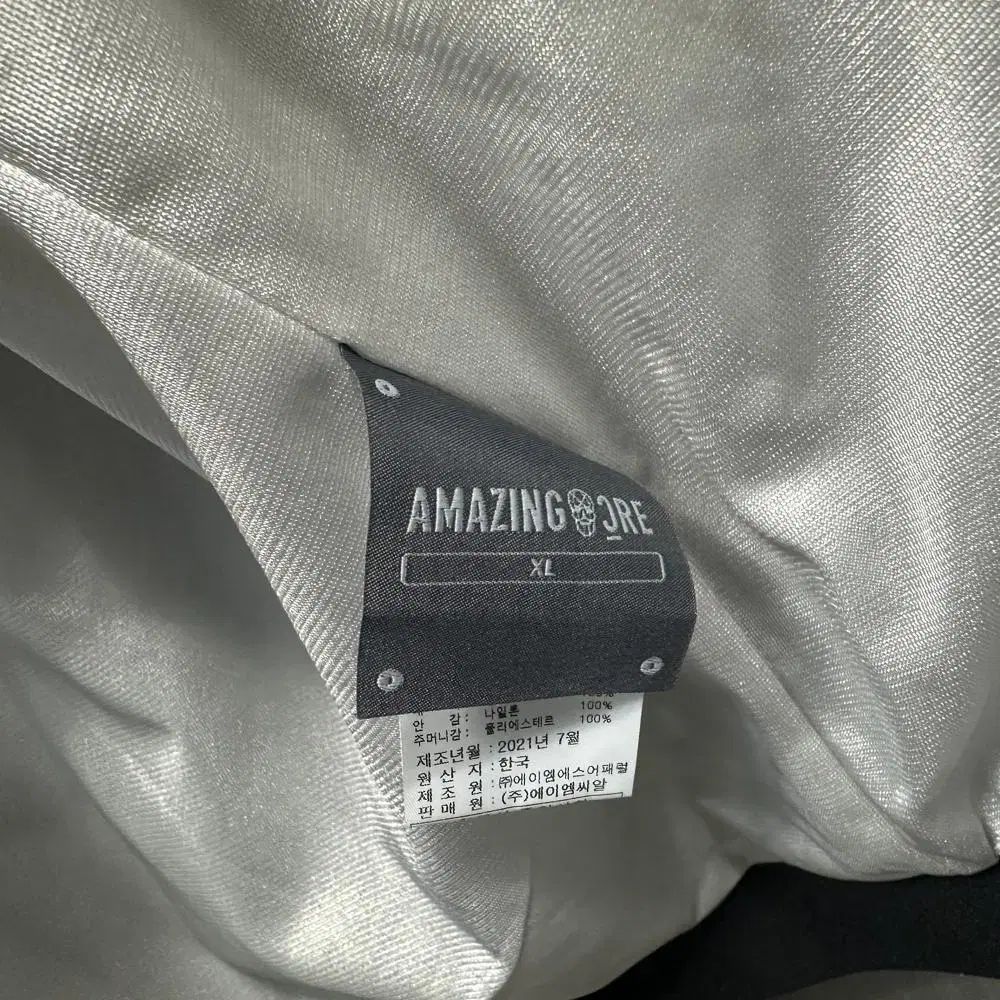 AMAZING CRE
XL
100%
안 감 : 나일론 100%
주머니감 : 폴리에스테르 100%
제조년월 : 2021년 7월
원 산 지 : 한국
제 조 원 : ㈜에이엠에스어패럴
판 매 원 : (주)에이엠씨알